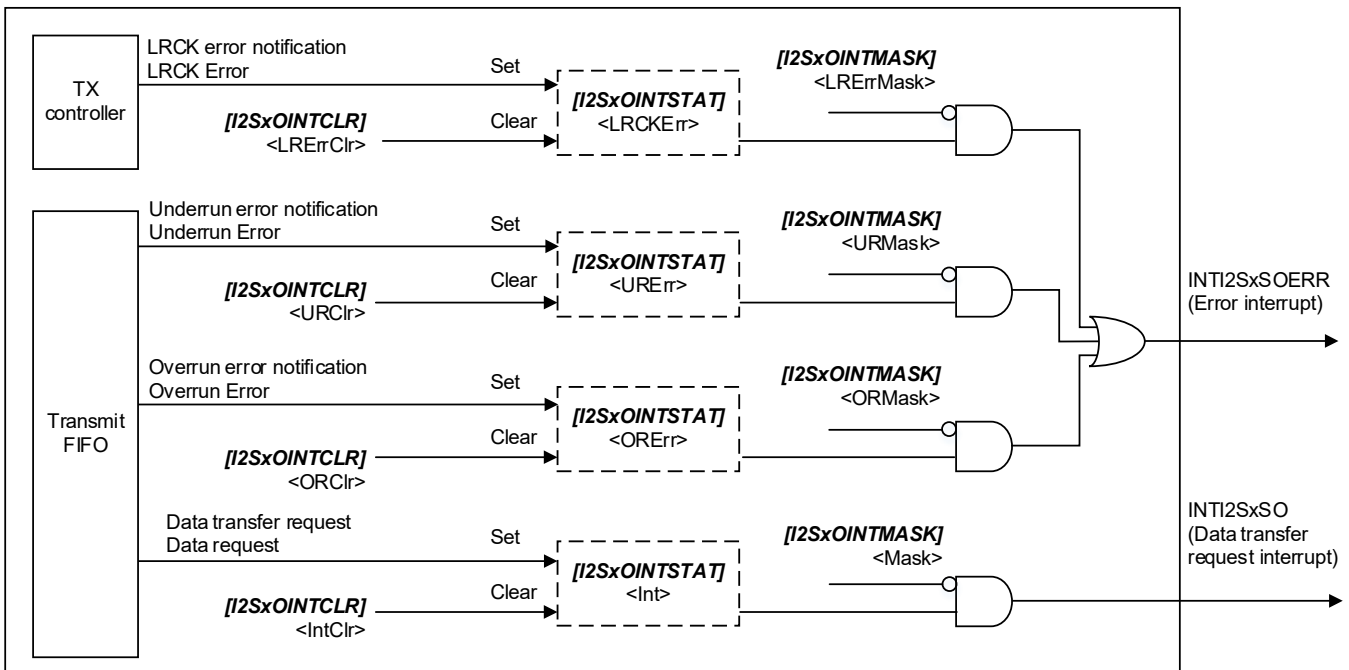 TX
controller
LRCK error notification
LRCK Error
Set
[I2SxOINTCLR]
<LRErrClr>
Clear
[I2SxOINTSTAT]
<LRCKErr>
[I2SxOINTMASK]
<LRErrMask>
Transmit
FIFO
Underrun error notification
Underrun Error
Set
[I2SxOINTCLR]
<URClr>
Clear
[I2SxOINTSTAT]
<URErr>
[I2SxOINTMASK]
<URMask>
Overrun error notification
Overrun Error
Set
[I2SxOINTCLR]
<ORClr>
Clear
[I2SxOINTSTAT]
<ORErr>
[I2SxOINTMASK]
<ORMask>
INTI2SxSOERR
(Error interrupt)
Data transfer request
Data request
Set
[I2SxOINTCLR]
<IntClr>
Clear
[I2SxOINTSTAT]
<Int>
[I2SxOINTMASK]
<Mask>
INTI2SxSO
(Data transfer
request interrupt)